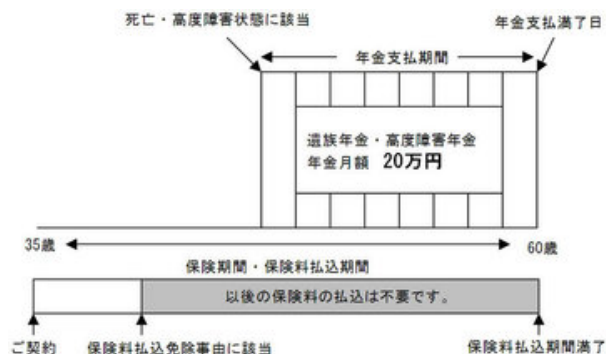 死亡・高度障害状態に該当
年金支払満了日
年金支払期間
遺族年金・高度障害年金
年金月額 20万円
35歳
60歳
保険期間・保険料払込期間
以後の保険料の払込は不要です。
ご契約
保険料払込免除事由に該当
保険料払込期間満了